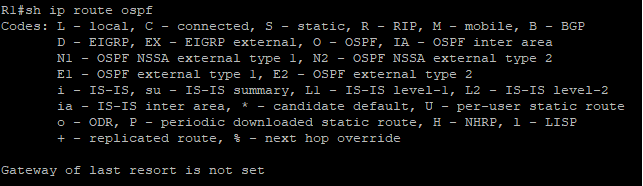 R1#sh ip route ospf
Codes: L - local, C - connected, S - static, R - RIP, M - mobile, B - BGP
D - EIGRP, EX - EIGRP external, O - OSPF, IA - OSPF inter area
N1 - OSPF NSSA external type 1, N2 - OSPF NSSA external type 2
E1 - OSPF external type 1, E2 - OSPF external type 2
i - IS-IS, su - IS-IS summary, L1 - IS-IS level-1, L2 - IS-IS level-2
ia - IS-IS inter area, * - candidate default, U - per-user static route
o - ODR, P - periodic downloaded static route, H - NHRP, l - LISP
+ - replicated route, % - next hop override
Gateway of last resort is not set